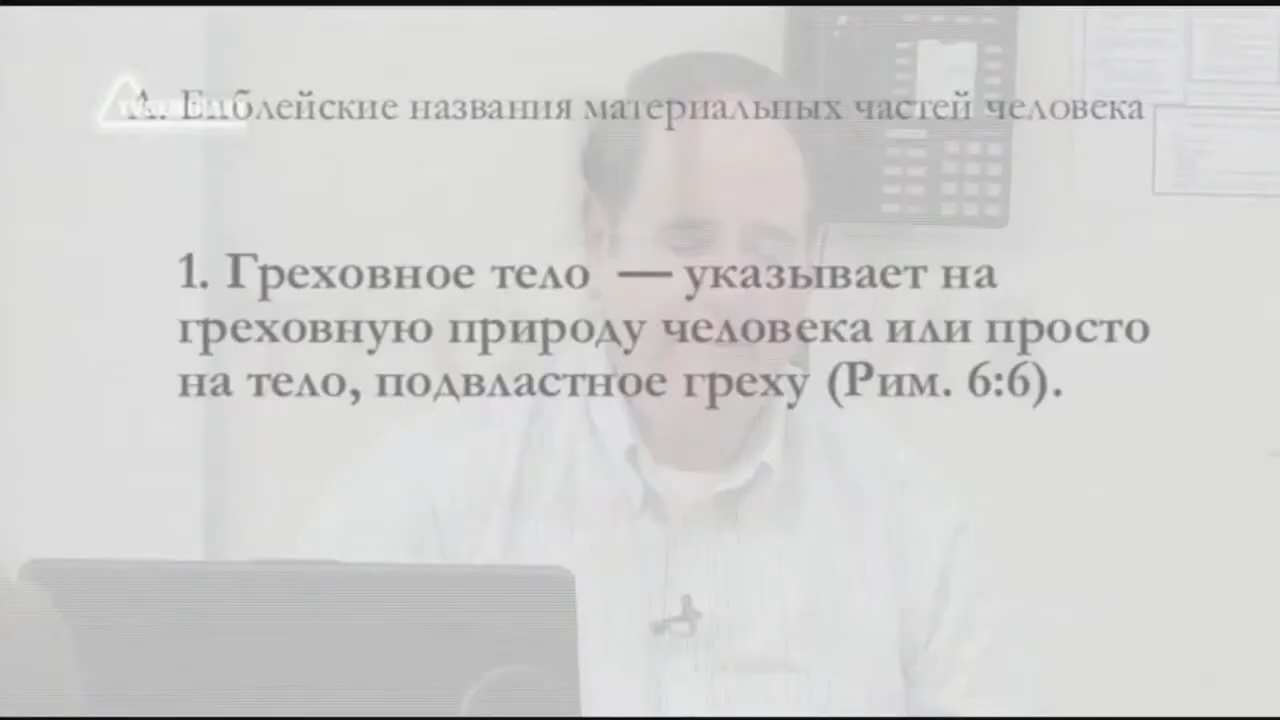 А. Библейские названия материальных частей человека
1. Греховное тело — указывает на
греховную природу человека или просто
на тело, подвластное греху (Рим. 6:6).